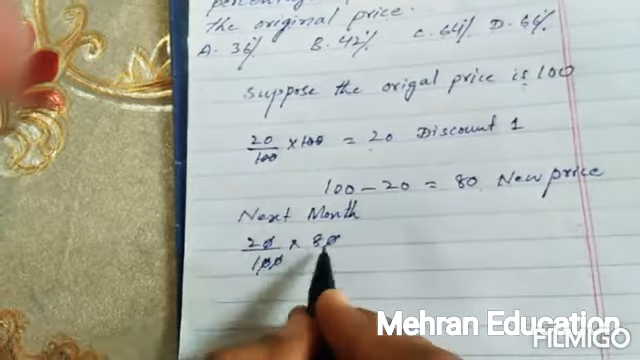 the original price.
A. 36% B. 42% C. 64% D. 66%
Suppose the origal price is 100
20/100 × 100 = 20 Discount 1
100 - 20 = 80 New price
Next Month
20/100 × 80
Mehran Education
FILMIGO